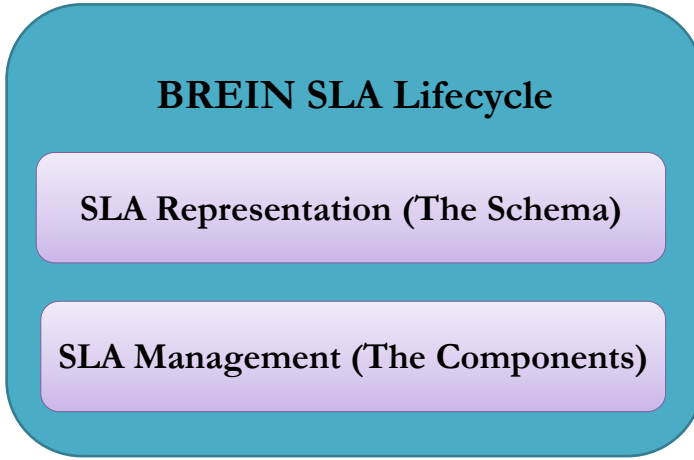 BREIN SLA Lifecycle
SLA Representation (The Schema)
SLA Management (The Components)